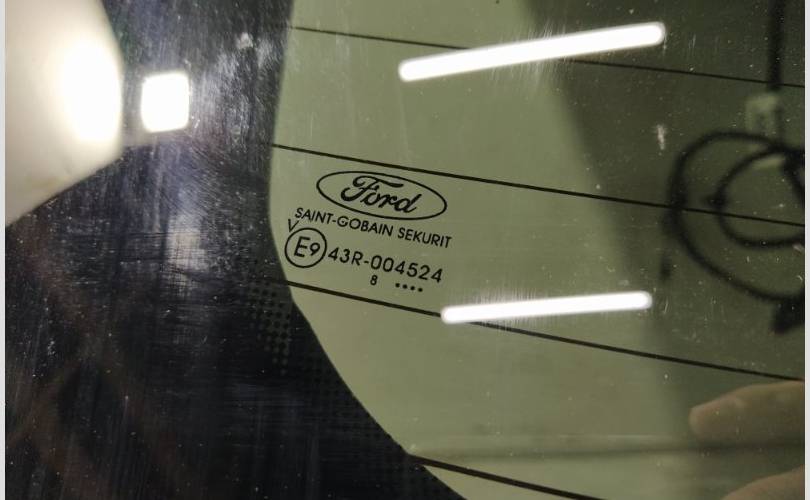 Ford
SAINT-GOBAIN SEKURIT
V
E9 43R-004524
8 ••••